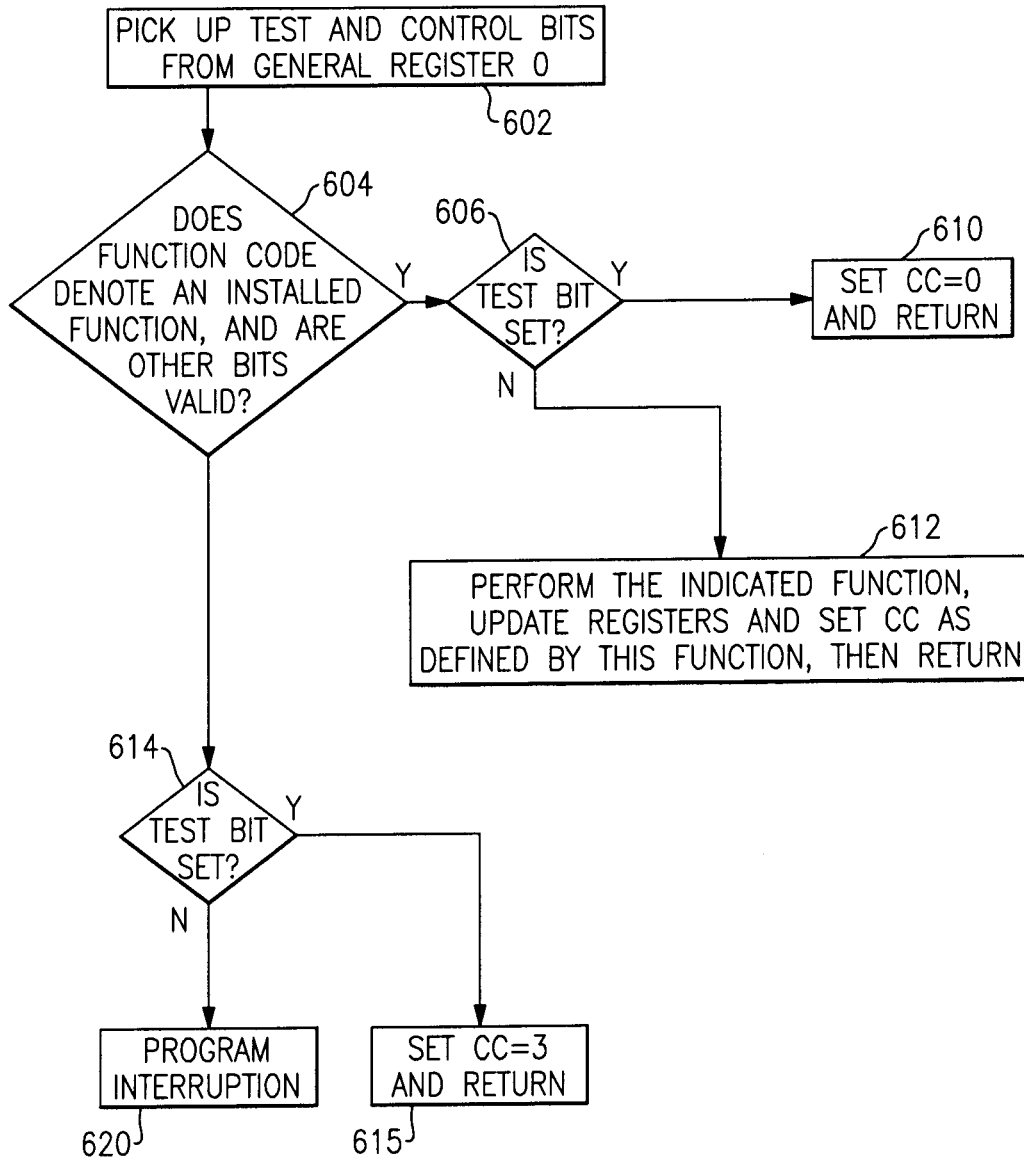 PICK UP TEST AND CONTROL BITS
FROM GENERAL REGISTER 0
602
604
DOES
FUNCTION CODE
DENOTE AN INSTALLED
FUNCTION, AND ARE
OTHER BITS
VALID?
Y
606
IS
TEST BIT
SET?
Y
N
610
SET CC=0
AND RETURN
612
PERFORM THE INDICATED FUNCTION,
UPDATE REGISTERS AND SET CC AS
DEFINED BY THIS FUNCTION, THEN RETURN
614
IS
TEST BIT
SET?
Y
N
PROGRAM
INTERRUPTION
620
SET CC=3
AND RETURN
615